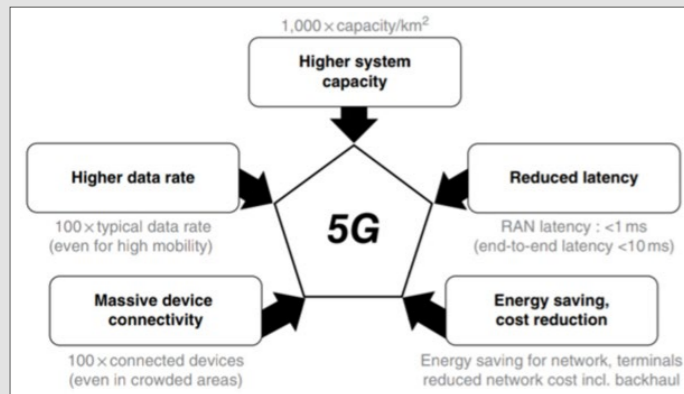 1,000 × capacity/km²
Higher system
capacity
Higher data rate
100 × typical data rate
(even for high mobility)
Reduced latency
RAN latency : <1 ms
(end-to-end latency <10 ms)
5G
Massive device
connectivity
100 × connected devices
(even in crowded areas)
Energy saving,
cost reduction
Energy saving for network, terminals
reduced network cost incl. backhaul